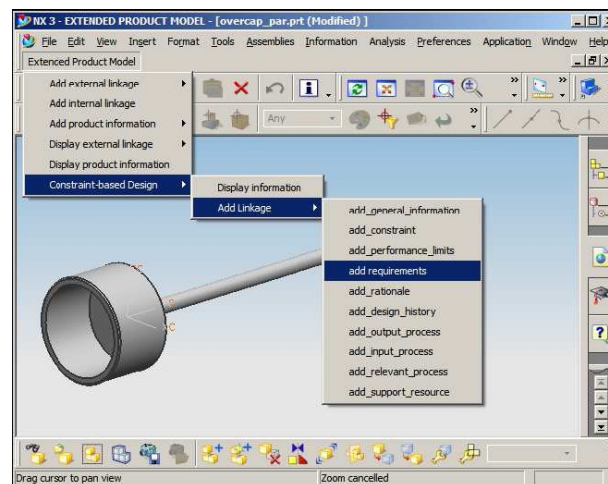 NX 3 - EXTENDED PRODUCT MODEL - [overcap_par.prt (Modified) ]
File Edit View Insert Format Tools Assemblies Information Analysis Preferences Application Window Help
Extenced Product Model
Add external linkage
Add internal linkage
Add product information
Display external linkage
Display product information
Constraint-based Design
Any
Display information
Add Linkage
add_general_information
add_constraint
add_performance_limits
add requirements
add_rationale
add_design_history
add_output_process
add_input_process
add_relevant_process
add_support_resource
Drag cursor to pan view
Zoom cancelled